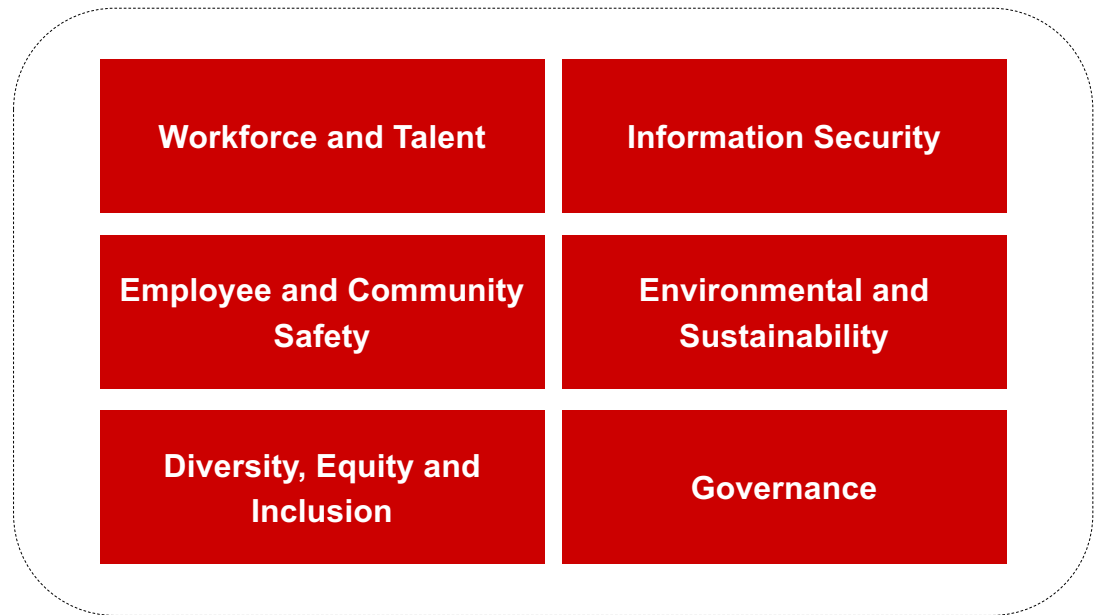 Workforce and Talent
Information Security
Employee and Community
Safety
Environmental and
Sustainability
Diversity, Equity and
Inclusion
Governance